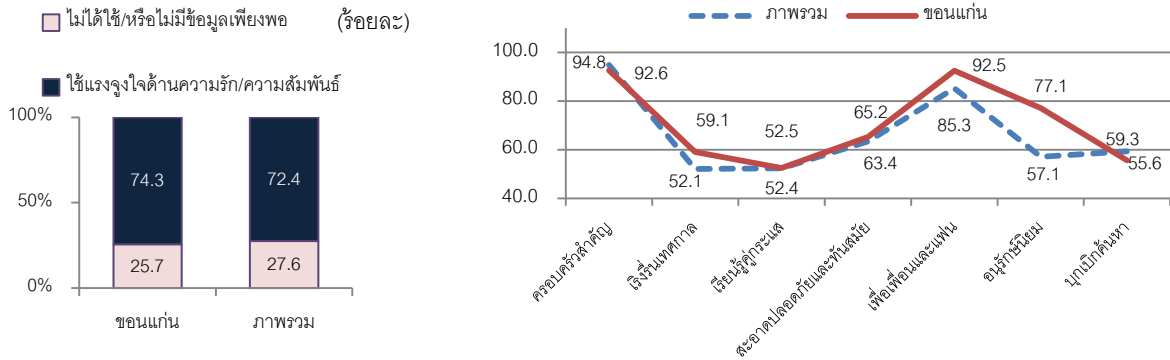 ไม่ได้ใช้/หรือไม่มีข้อมูลเพียงพอ (ร้อยละ)
ใช้แรงจูงใจด้านความรัก/ความสัมพันธ์
100%
50%
0%
74.3
72.4
25.7
27.6
ขอนแก่น
ภาพรวม
ภาพรวม
ขอนแก่น
100.0
80.0
60.0
40.0
94.8
92.6
59.1
52.1
52.5
52.4
65.2
63.4
92.5
85.3
77.1
57.1
59.3
55.6
ครอบครัวสำคัญ
เริงรื่นเทศกาล
เรียนรู้คู่กระแส
สะอาดปลอดภัยและทันสมัย
เพื่อเพื่อนและแฟน
อนุรักษ์นิยม
บุกเบิกค้นหา